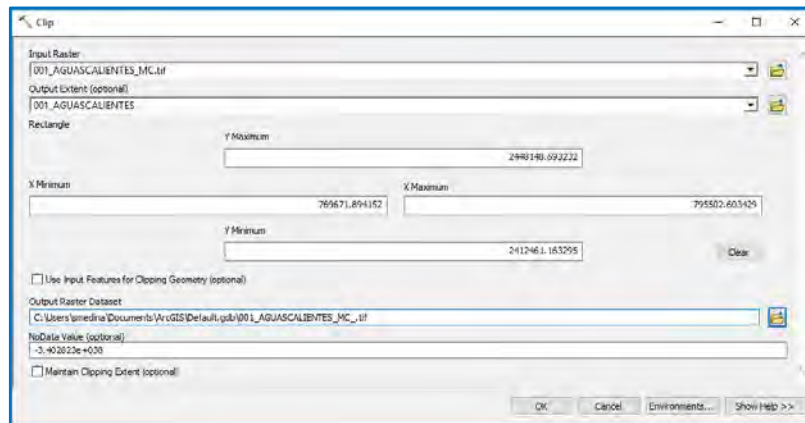 Clip
Input Raster
001_AGUASCALIENTES_MC.tif
Output Extent (optional)
001_AGUASCALIENTES
Rectangle
Y Maximum
2448148.693232
X Minimum
X Maximum
769671.894152
795502.603429
Y Minimum
2412461.163295
Clear
Use Input Features for Clipping Geometry (optional)
Output Raster Dataset
C:\Users\smedina\Documents\ArcGIS\Default.gdb\001_AGUASCALIENTES_MC_.tif
NoData Value (optional)
-3.402823e+038
Maintain Clipping Extent (optional)
OK
Cancel
Environments...
Show Help >>